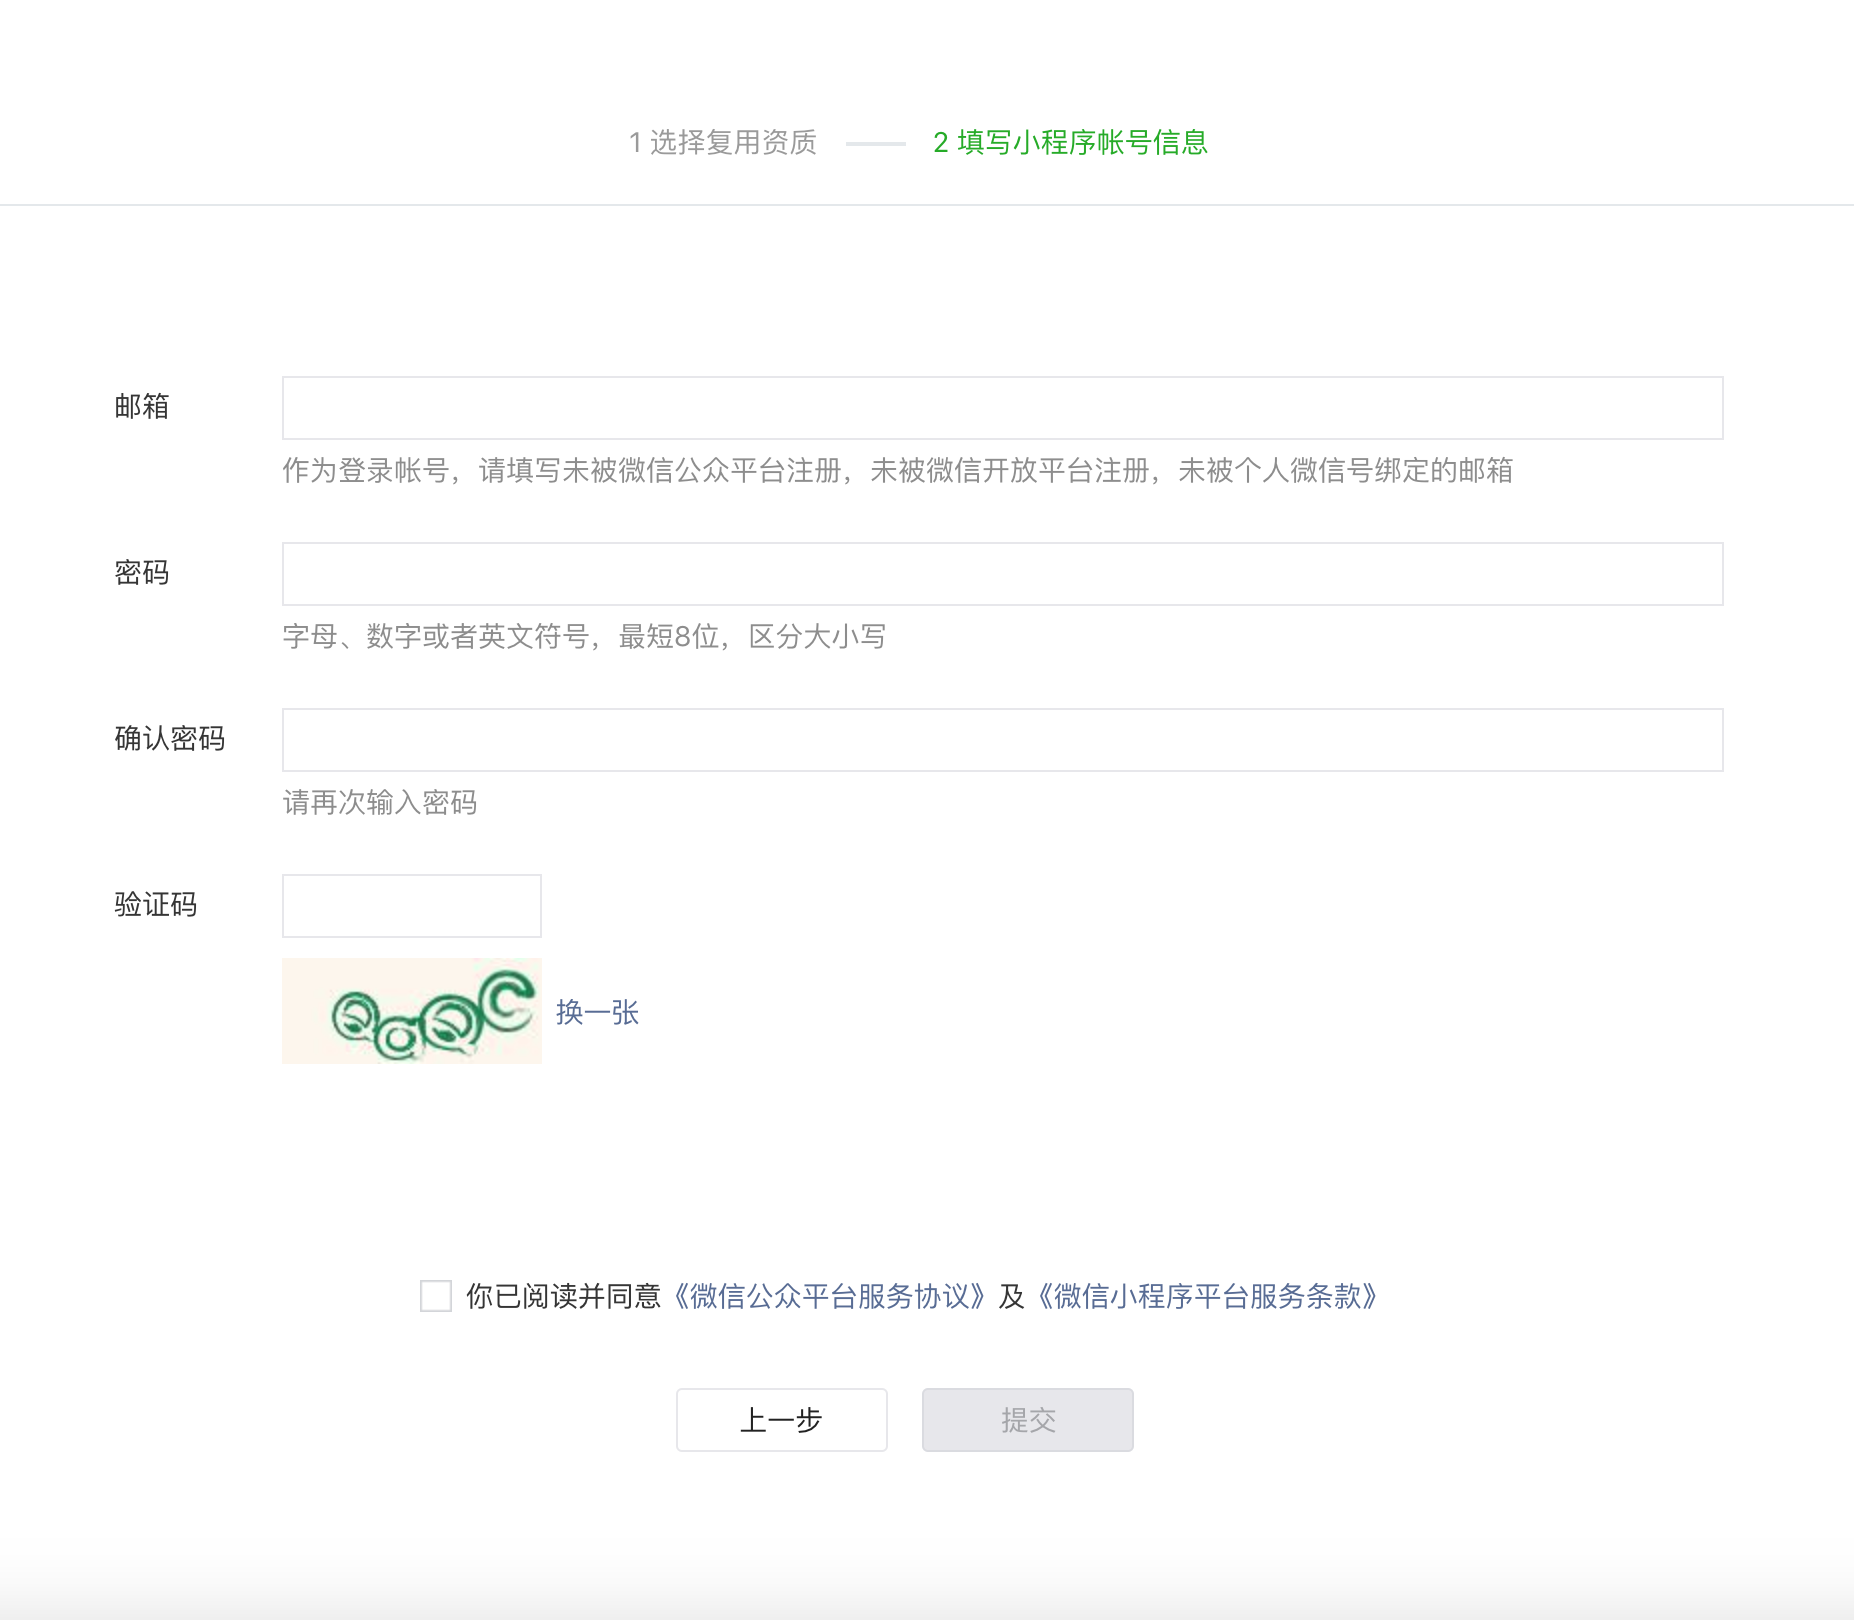 1 选择复用资质 2 填写小程序帐号信息
邮箱
作为登录帐号，请填写未被微信公众平台注册，未被微信开放平台注册，未被个人微信号绑定的邮箱
密码
字母、数字或者英文符号，最短8位，区分大小写
确认密码
请再次输入密码
验证码
QaQC 换一张
你已阅读并同意《微信公众平台服务协议》及《微信小程序平台服务条款》
上一步 提交